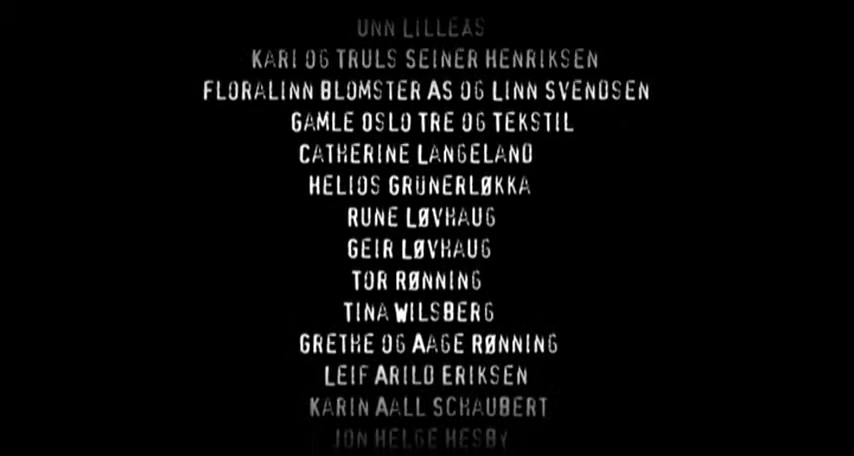 UNN LILLEÅS
KARI OG TRULS SEINER HENRIKSEN
FLORALINN BLOMSTER AS OG LINN SVENDSEN
GAMLE OSLO TRE OG TEKSTIL
CATHERINE LANGELAND
HELIOS GRÜNERLØKKA
RUNE LØVHAUG
GEIR LØVHAUG
TOR RØNNING
TINA WILSBERG
GRETHE OG AAGE RØNNING
LEIF ARILD ERIKSEN
KARIN AALL SCHAUBERT
JON HELGE HESBY